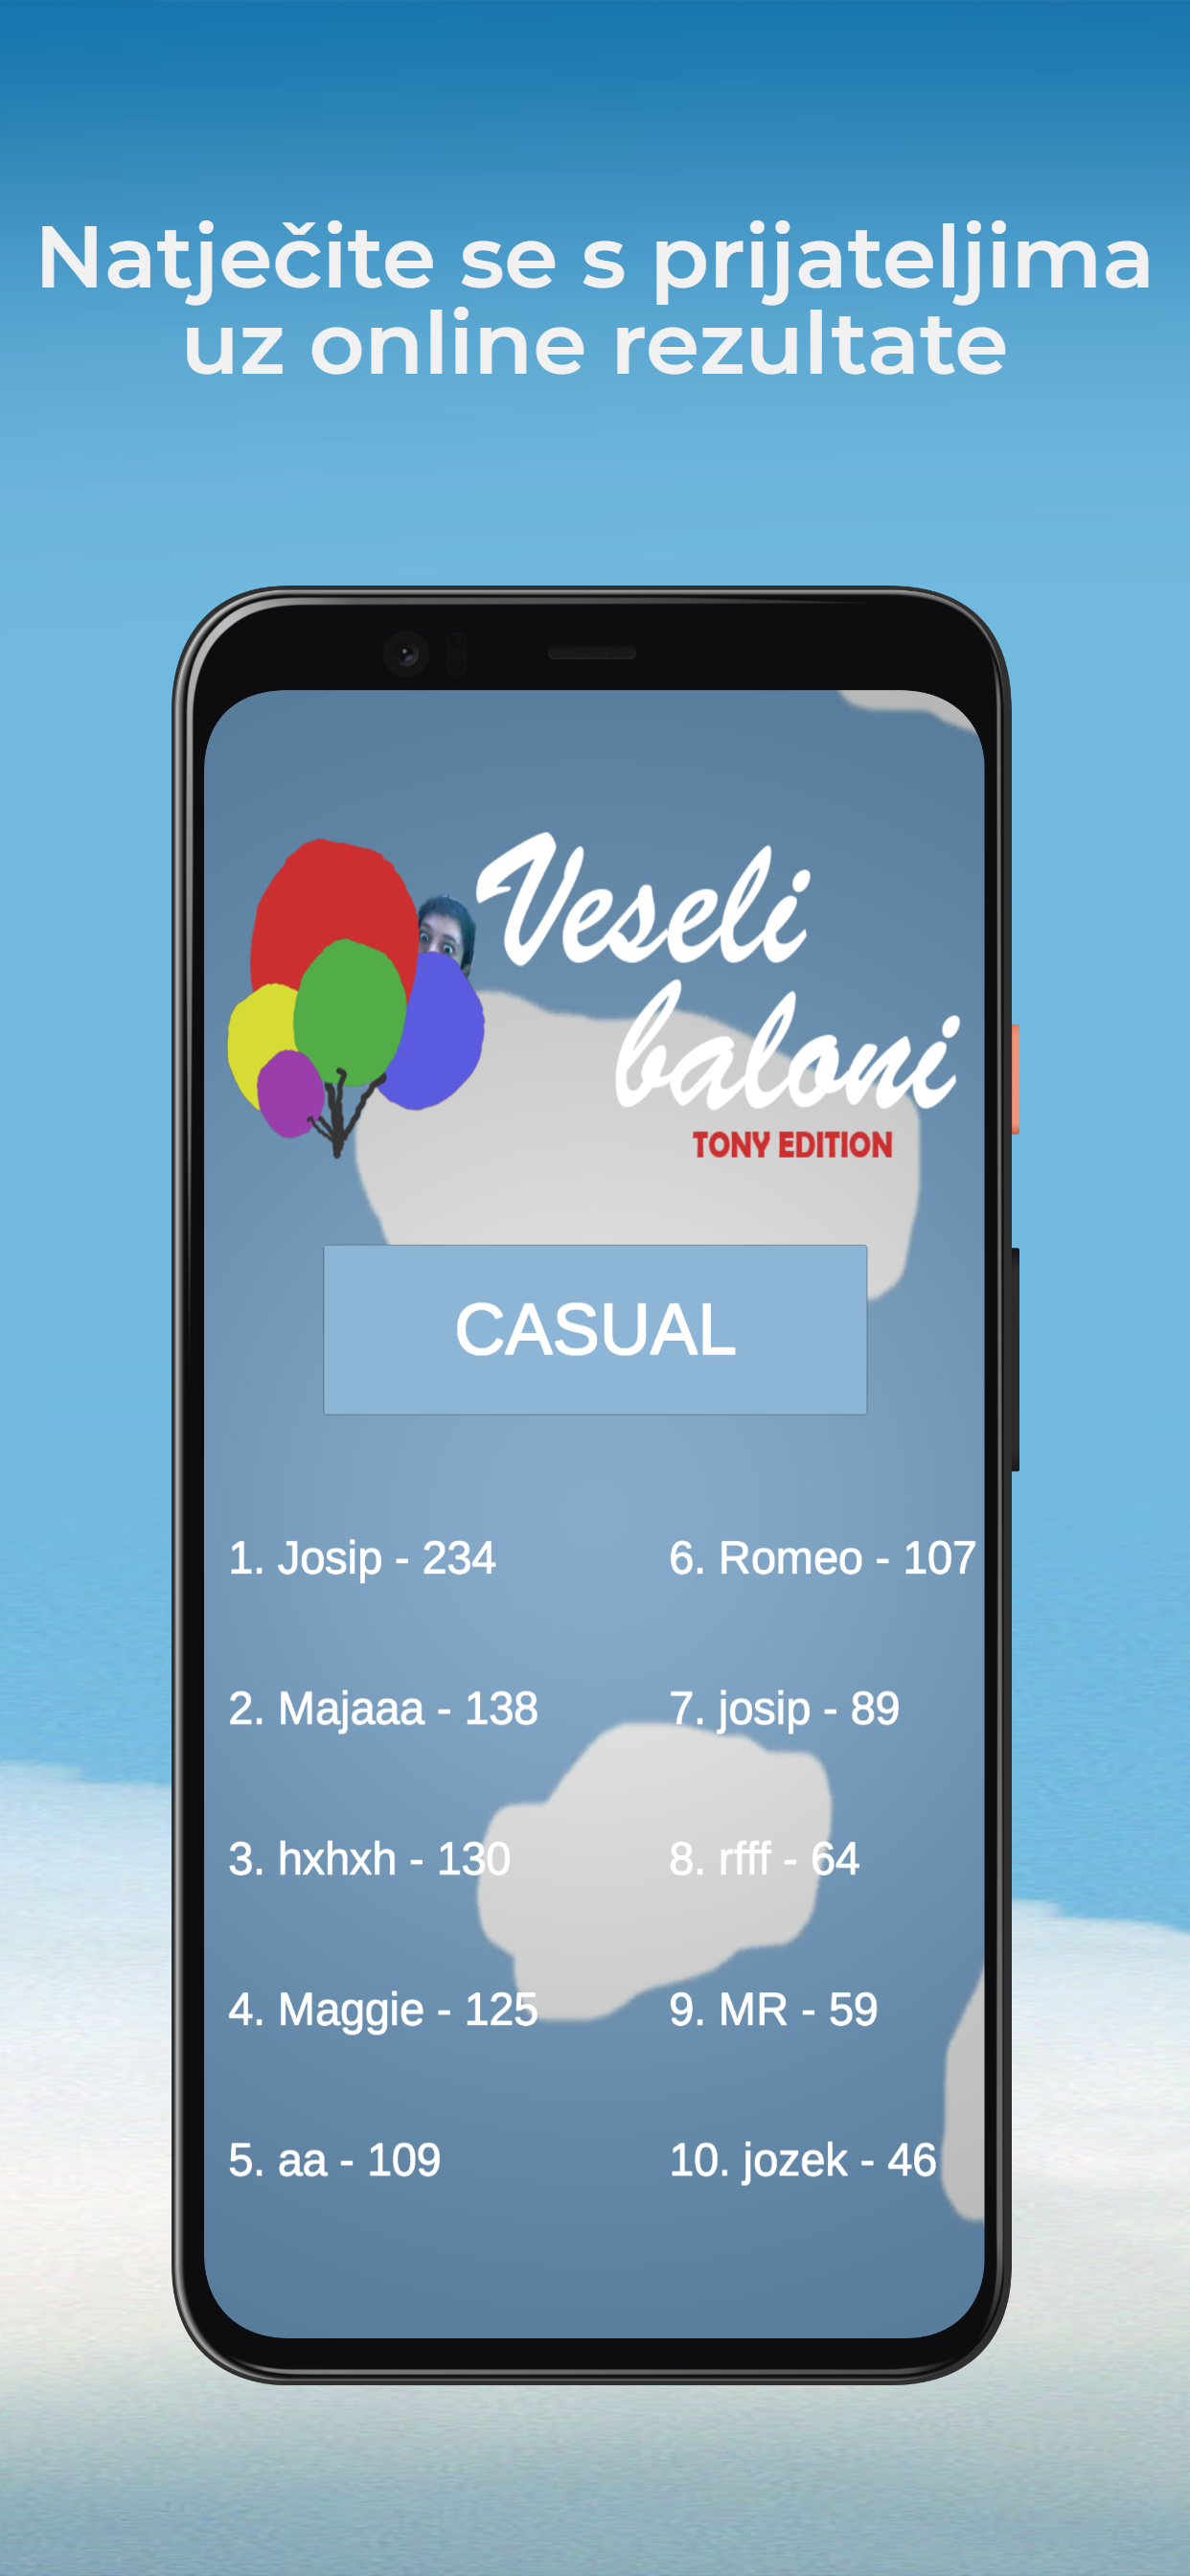 Natječite se s prijateljima
uz online rezultate
Veseli
baloni
TONY EDITION
CASUAL
1. Josip - 234
2. Majaaa - 138
3. hxhxh - 130
4. Maggie - 125
5. aa - 109
6. Romeo - 107
7. josip - 89
8. rfff - 64
9. MR - 59
10. jozek - 46